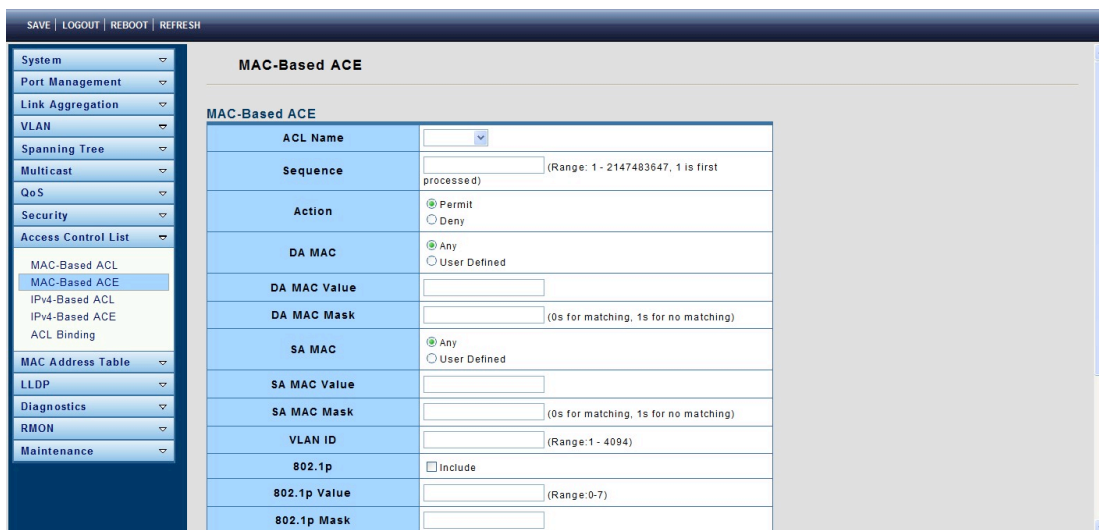 SAVE | LOGOUT | REBOOT | REFRESH
System
Port Management
Link Aggregation
VLAN
Spanning Tree
Multicast
QoS
Security
Access Control List
MAC-Based ACL
MAC-Based ACE
IPv4-Based ACL
IPv4-Based ACE
ACL Binding
MAC Address Table
LLDP
Diagnostics
RMON
Maintenance
MAC-Based ACE
MAC-Based ACE
ACL Name
Sequence (Range: 1 - 2147483647, 1 is first
processed)
Action
Permit
Deny
DA MAC
Any
User Defined
DA MAC Value
DA MAC Mask (0s for matching, 1s for no matching)
SA MAC
Any
User Defined
SA MAC Value
SA MAC Mask (0s for matching, 1s for no matching)
VLAN ID (Range:1 - 4094)
802.1p Include
802.1p Value (Range:0-7)
802.1p Mask